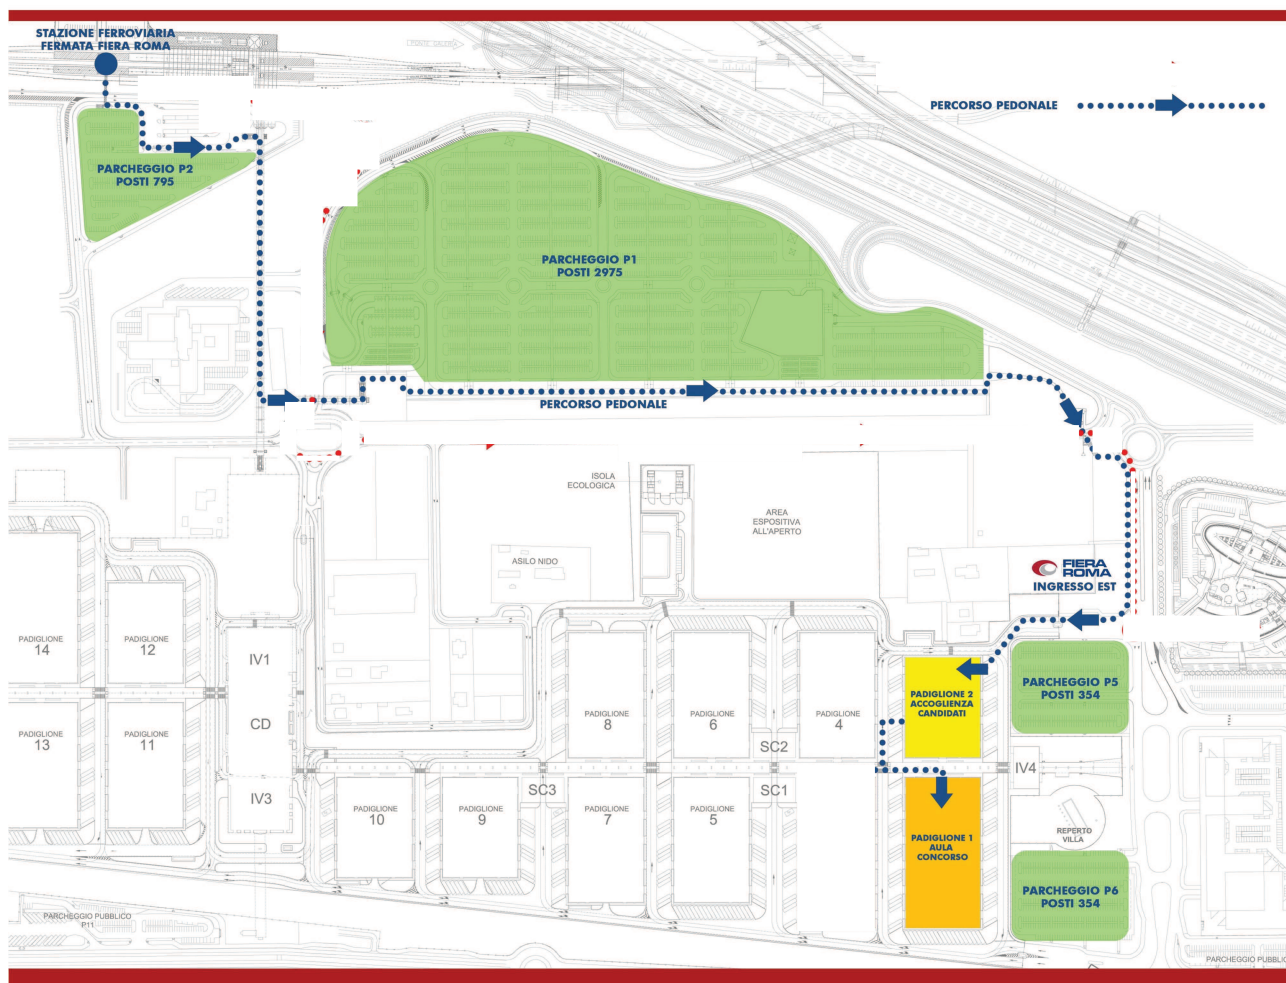 STAZIONE FERROVIARIA
FERMATA FIERA ROMA
PONTE GALERIA
PERCORSO PEDONALE
PARCHEGGIO P2
POSTI 795
PARCHEGGIO P1
POSTI 2975
PERCORSO PEDONALE
ISOLA
ECOLOGICA
AREA
ESPOSITIVA
ALL'APERTO
ASILO NIDO
FIERA
ROMA
INGRESSO EST
PADIGLIONE
14
PADIGLIONE
12
IV1
PADIGLIONE
8
PADIGLIONE
6
PADIGLIONE
4
PADIGLIONE 2
ACCOGLIENZA
CANDIDATI
PARCHEGGIO P5
POSTI 354
PADIGLIONE
13
PADIGLIONE
11
CD
SC2
IV4
IV3
PADIGLIONE
10
PADIGLIONE
9
SC3
PADIGLIONE
7
PADIGLIONE
5
SC1
PADIGLIONE 1
AULA
CONCORSO
REPERTO
VILLA
PARCHEGGIO P6
POSTI 354
PARCHEGGIO PUBBLICO
P11
PARCHEGGIO PUBBLIC